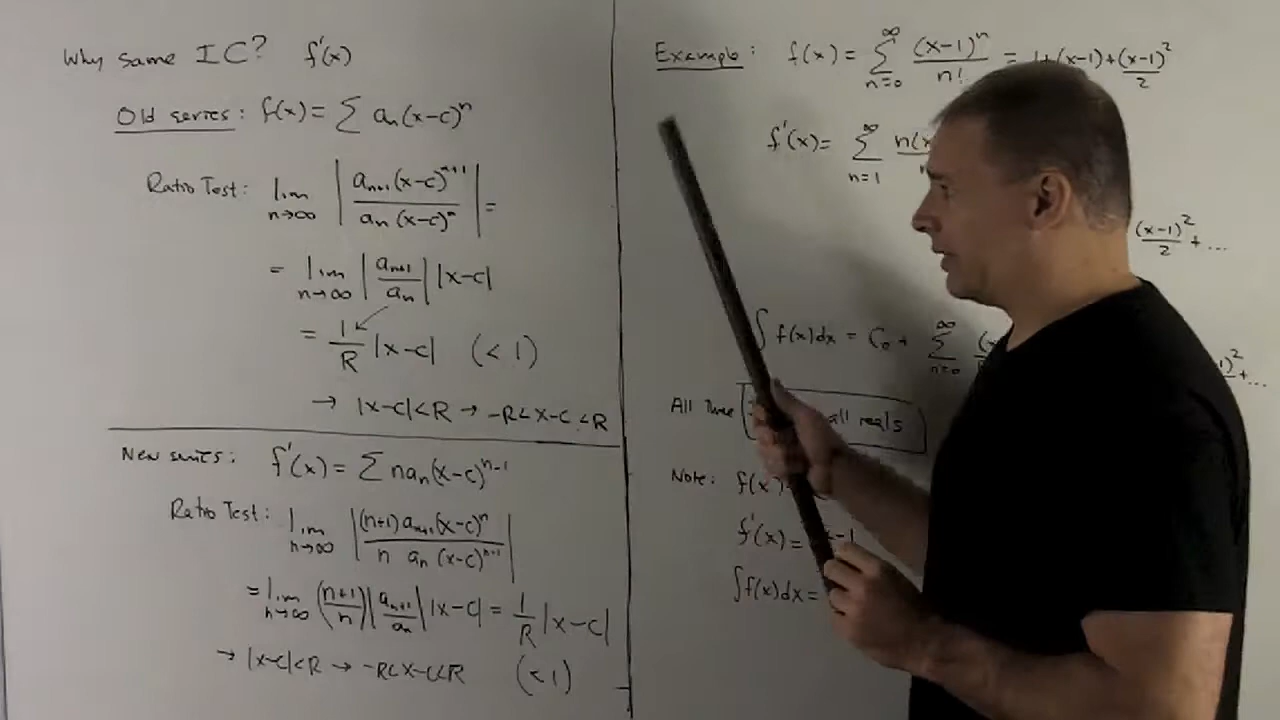 Why same IC? f'(x)
Old series: f(x) = ∑ aₙ(x-c)ⁿ
Ratio Test: lim n→∞ | aₙ₊₁(x-c)ⁿ⁺¹ / aₙ(x-c)ⁿ | =
= lim n→∞ | aₙ₊₁ / aₙ | |x-c|
= 1/R |x-c| (< 1)
→ |x-c| < R → -R < x-c < R
New series: f'(x) = ∑ naₙ(x-c)ⁿ⁻¹
Ratio Test: lim n→∞ | (n+1) aₙ₊₁(x-c)ⁿ / n aₙ (x-c)ⁿ⁻¹ |
= lim n→∞ (n+1 / n) | aₙ₊₁ / aₙ | |x-c| = 1/R |x-c|
→ |x-c| < R → -R < x-c < R (< 1)
Example: f(x) = ∑ n=0 ∞ (x-1)ⁿ / n! = 1+(x-1)+(x-1)²/2
f'(x) = ∑ n=1 ∞ n(x
(x-1)²/2 + ...
∫ f(x)dx = C₀ + ∑ n=0 ∞ (x
)² + ...
All three all reals
Note: f(x)
f'(x) = x-1
∫f(x)dx =